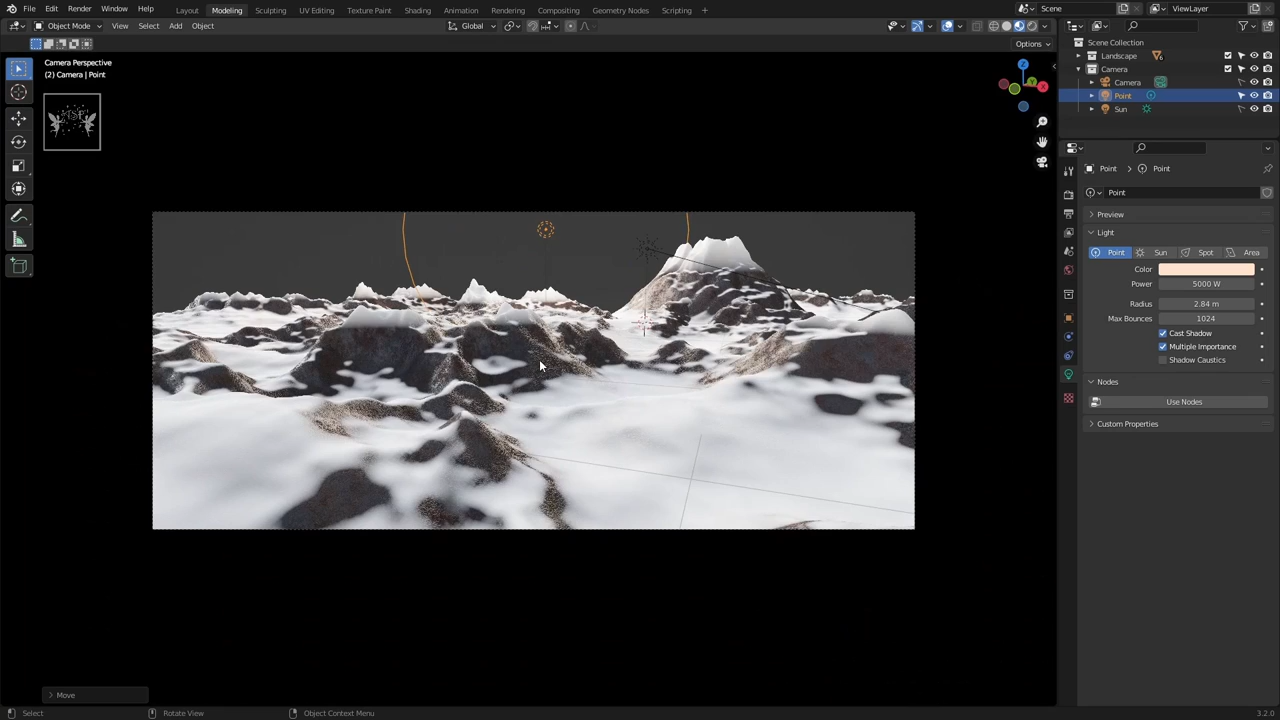 File Edit Render Window Help
Layout Modeling Sculpting UV Editing Texture Paint Shading Animation Rendering Compositing Geometry Nodes Scripting +
Scene
ViewLayer
Object Mode View Select Add Object
Global
Options
Camera Perspective
(2) Camera | Point
Z
Y
X
Move
Scene Collection
Landscape
6
Camera
Camera
Point
Sun
Point > Point
Point
Preview
Light
Point Sun Spot Area
Color
Power 5000 W
Radius 2.84 m
Max Bounces 1024
Cast Shadow
Multiple Importance
Shadow Caustics
Nodes
Use Nodes
Custom Properties
Select Rotate View Object Context Menu 3.2.0